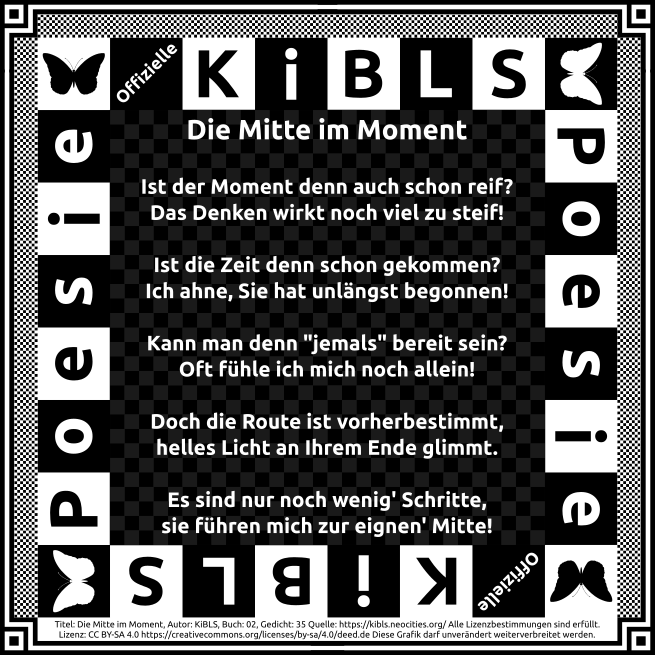 Offizielle
KiBLS
Poesie
Poesie
Die Mitte im Moment
Ist der Moment denn auch schon reif?
Das Denken wirkt noch viel zu steif!
Ist die Zeit denn schon gekommen?
Ich ahne, Sie hat unlängst begonnen!
Kann man denn "jemals" bereit sein?
Oft fühle ich mich noch allein!
Doch die Route ist vorherbestimmt,
helles Licht an Ihrem Ende glimmt.
Es sind nur noch wenig' Schritte,
sie führen mich zur eignen' Mitte!
Offizielle
KiBLS
Titel: Die Mitte im Moment, Autor: KiBLS, Buch: 02, Gedicht: 35 Quelle: https://kibls.neocities.org/ Alle Lizenzbestimmungen sind erfüllt.
Lizenz: CC BY-SA 4.0 https://creativecommons.org/licenses/by-sa/4.0/deed.de Diese Grafik darf unverändert weiterverbreitet werden.